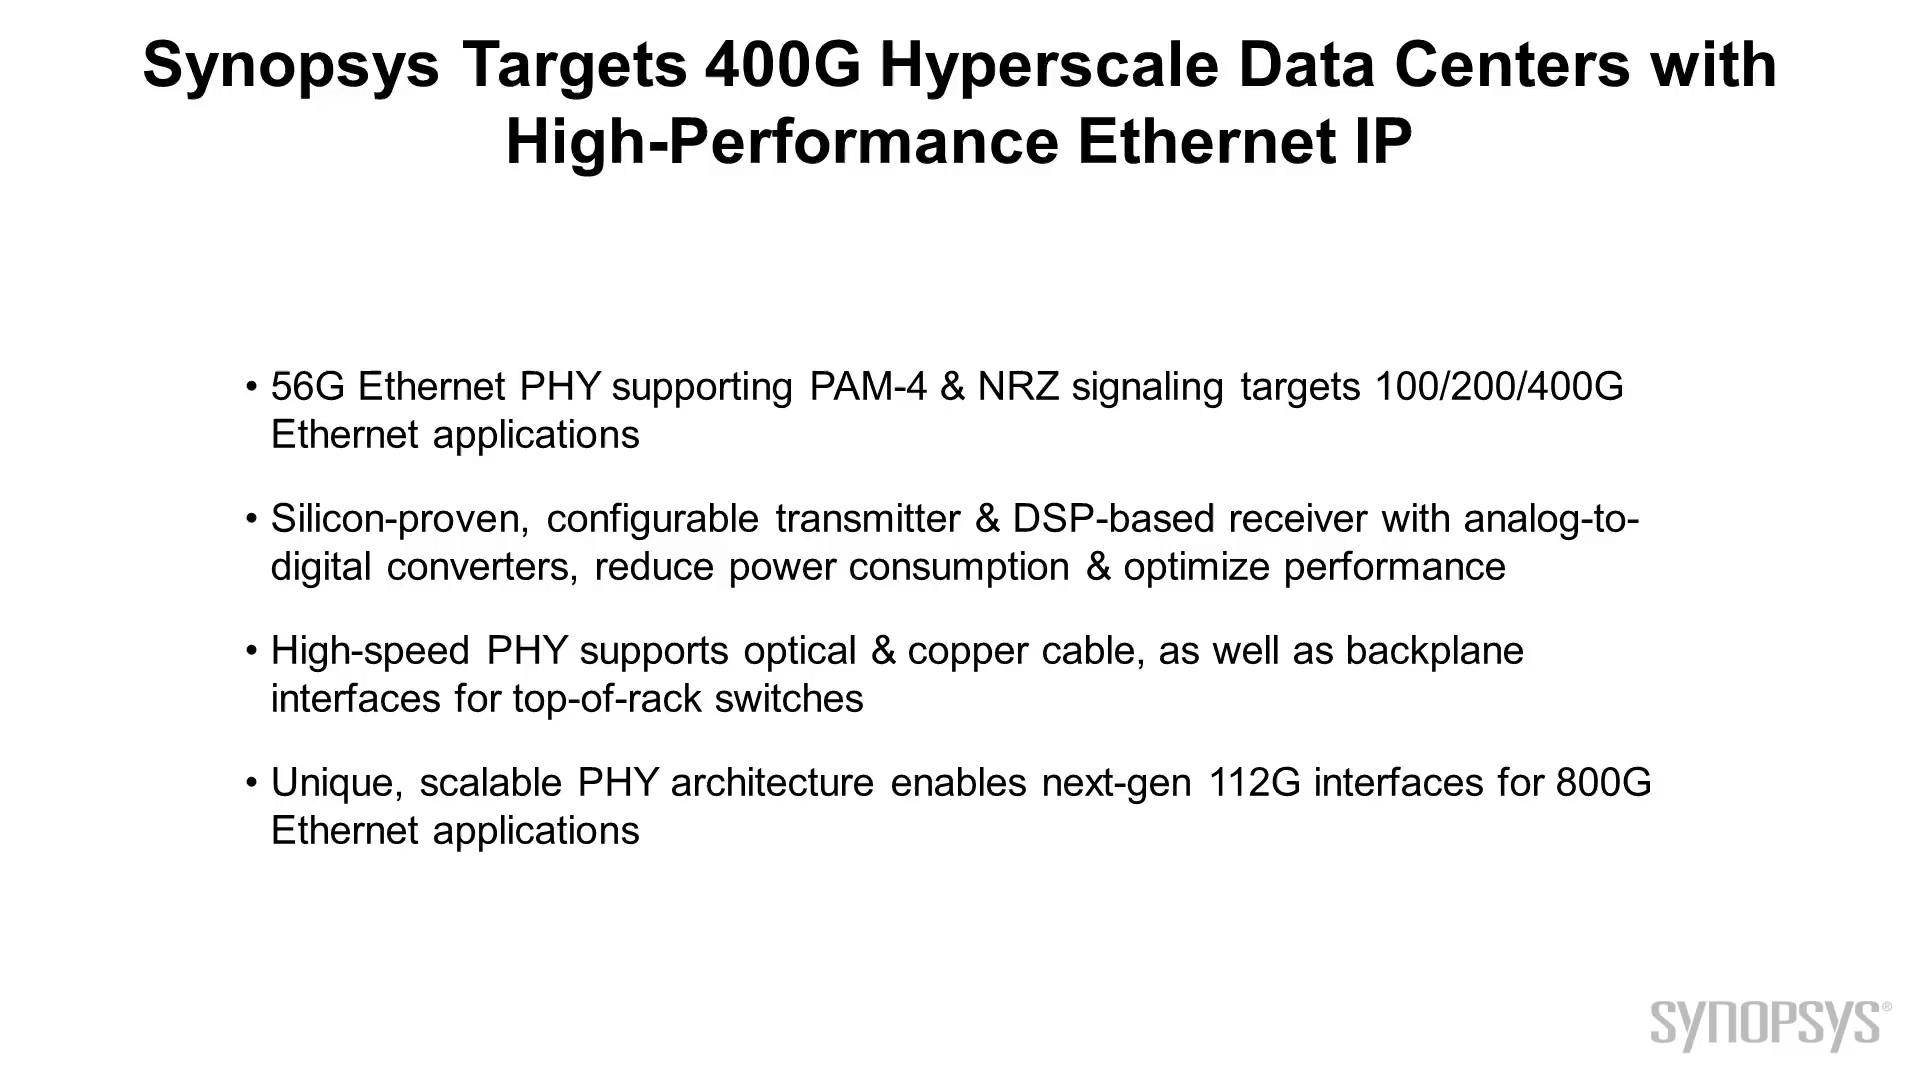 Synopsys Targets 400G Hyperscale Data Centers with
High-Performance Ethernet IP
• 56G Ethernet PHY supporting PAM-4 & NRZ signaling targets 100/200/400G
Ethernet applications
• Silicon-proven, configurable transmitter & DSP-based receiver with analog-to-
digital converters, reduce power consumption & optimize performance
• High-speed PHY supports optical & copper cable, as well as backplane
interfaces for top-of-rack switches
• Unique, scalable PHY architecture enables next-gen 112G interfaces for 800G
Ethernet applications
SYNOPSYS®